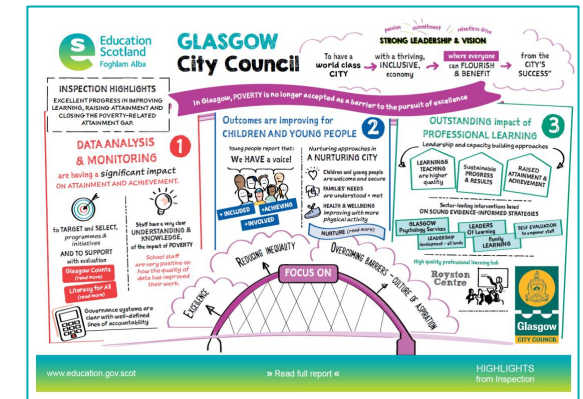 Education
Scotland
Foghlam Alba
GLASGOW
City Council
passion commitment relentless drive
STRONG LEADERSHIP & VISION
To have a
world class
CITY
with a thriving,
INCLUSIVE,
economy
where everyone
can FLOURISH
& BENEFIT
from the
CITY'S
SUCCESS"
INSPECTION HIGHLIGHTS
EXCELLENT PROGRESS IN IMPROVING
LEARNING, RAISING ATTAINMENT AND
CLOSING THE POVERTY-RELATED
ATTAINMENT GAP.
In Glasgow, POVERTY is no longer accepted as a barrier to the pursuit of excellence
DATA ANALYSIS
& MONITORING
1
are having a significant impact
ON ATTAINMENT AND ACHIEVEMENT.
to TARGET and SELECT,
programmes &
initiatives
AND TO SUPPORT
with evaluation
Glasgow Counts
(read more)
Literacy for All
(read more)
Staff have a very clear
UNDERSTANDING &
KNOWLEDGE,
of the impact of POVERTY
School staff
are very positive on
how the quality of
data has improved
their work.
Governance systems are
clear with well-defined
lines of accountability
Outcomes are improving for
CHILDREN AND YOUNG PEOPLE
2
Young people report that:
We HAVE a voice!
+ INCLUDED
+ACHIEVING
+INVOLVED
Nurturing approaches in
A NURTURING CITY
Children and young people
are welcome and secure
FAMILIES' NEEDS
are understood + met
HEALTH & WELLBEING
improving with more
physical activity
NURTURE (read more)
OUTSTANDING impact of
PROFESSIONAL LEARNING
3
Leadership and capacity building approaches
LEARNING &
TEACHING
are higher
quality
Sustainable
PROGRESS
& RESULTS
RAISED
ATTAINMENT &
ACHIEVEMENT
Sector-leading interventions based
ON SOUND EVIDENCE-INFORMED STRATEGIES
GLASGOW
Psychology Services
LEADERSHIP
development - all levels
LEADERS
Of Learning
Family
LEARNING
SELF EVALUATION
to empower staff
High quality professional learning hub
Royston
Centre
Glasgow
CITY COUNCIL
EXCELLENCE
REDUCING INEQUALITY
OVERCOMING BARRIERS - CULTURE OF ASPIRATION
FOCUS ON
www.education.gov.scot
» Read full report «
HIGHLIGHTS
from Inspection